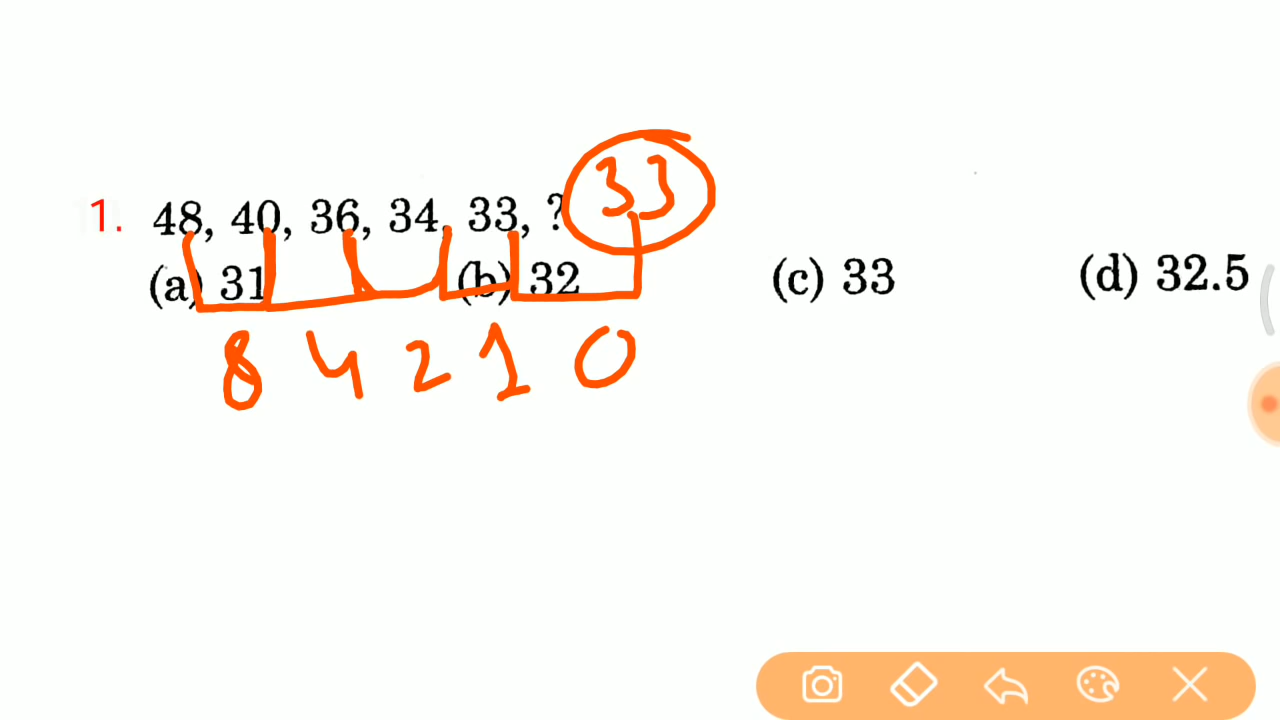 33
1. 48, 40, 36, 34, 33, ?
(a) 31 (b) 32 (c) 33 (d) 32.5
8 4 2 1 0